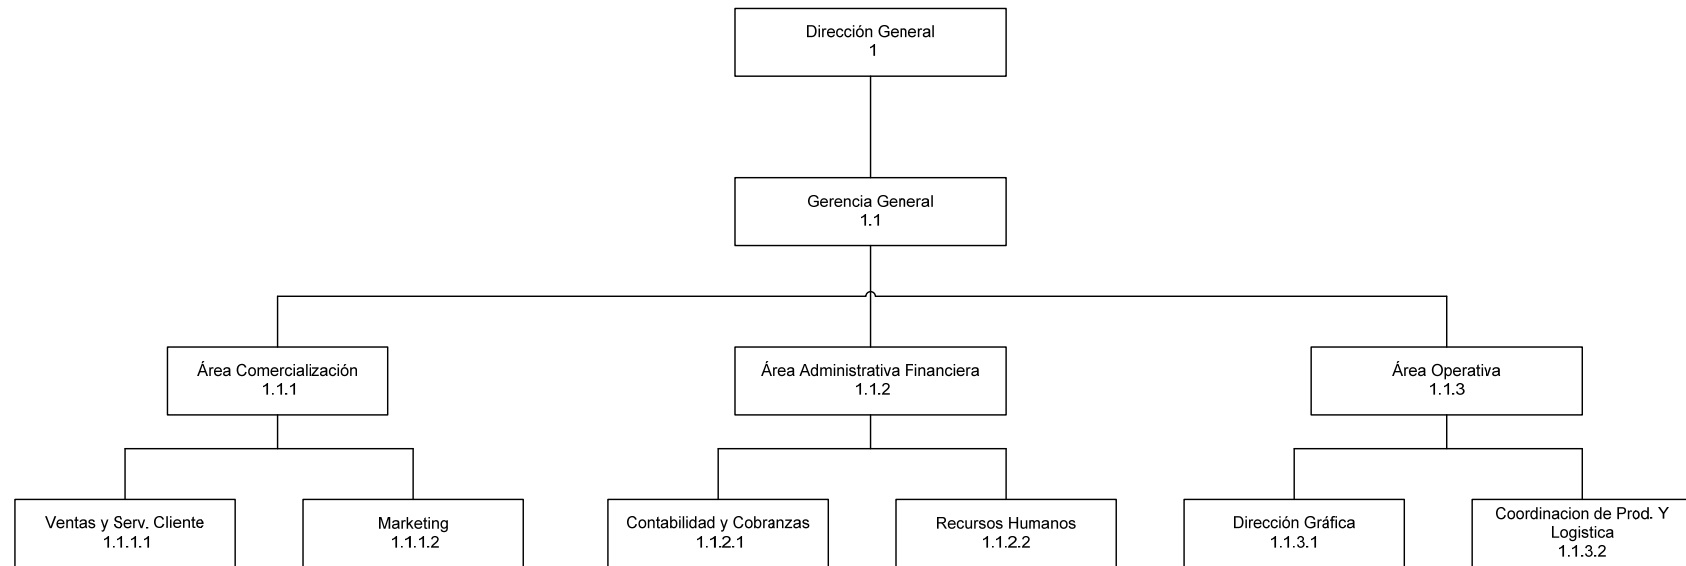 Dirección General
1
Gerencia General
1.1
Área Comercialización
1.1.1
Área Administrativa Financiera
1.1.2
Área Operativa
1.1.3
Ventas y Serv. Cliente
1.1.1.1
Marketing
1.1.1.2
Contabilidad y Cobranzas
1.1.2.1
Recursos Humanos
1.1.2.2
Dirección Gráfica
1.1.3.1
Coordinacion de Prod. Y
Logistica
1.1.3.2